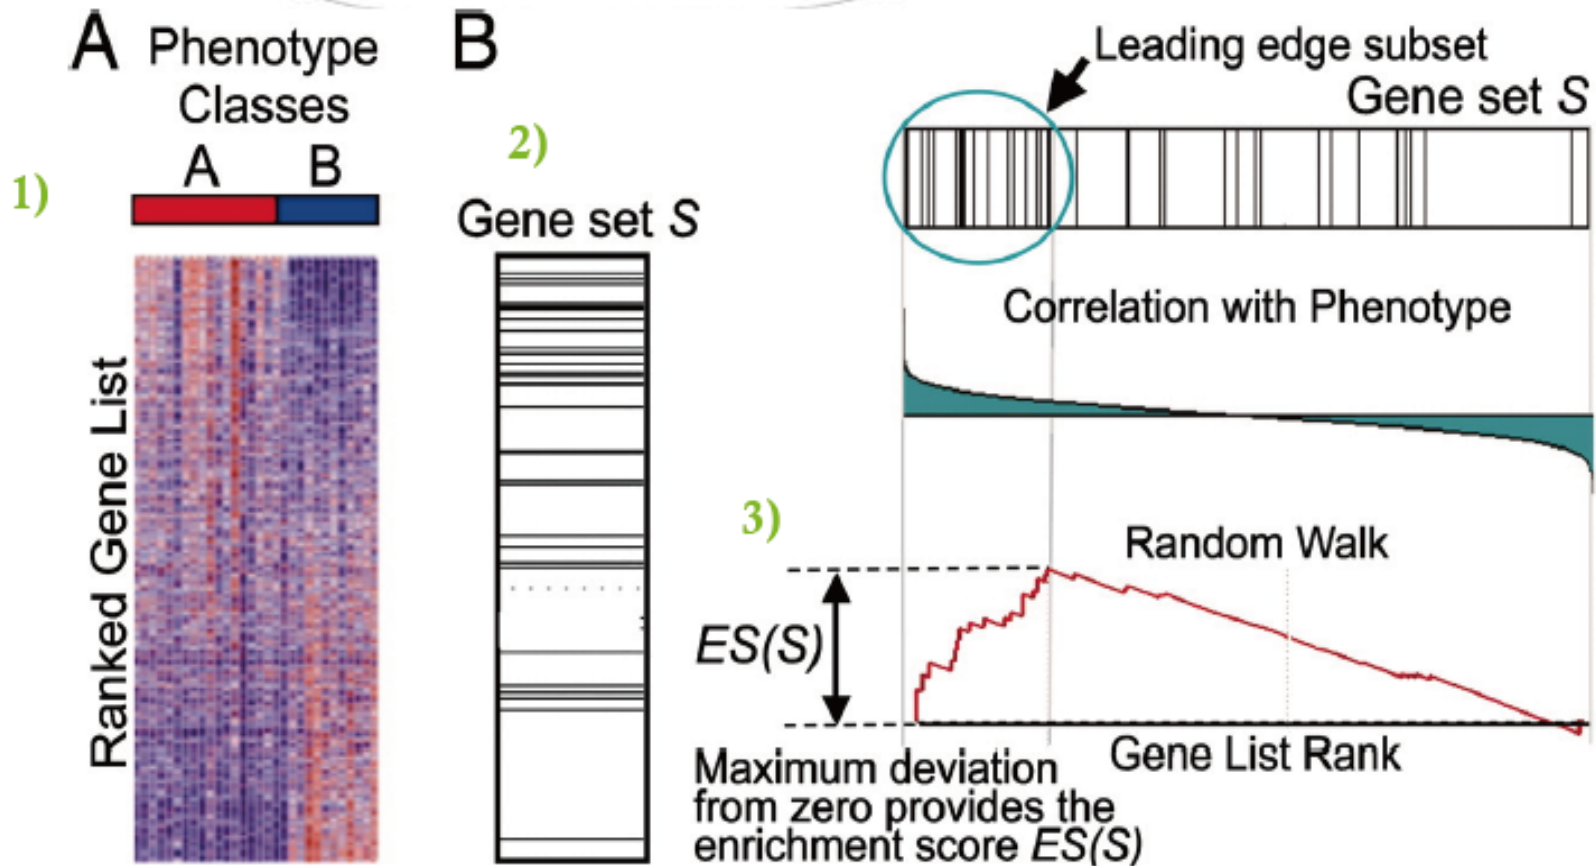 A
Phenotype
Classes
A B
1)
Ranked Gene List
B
2)
Gene set S
Leading edge subset
Gene set S
Correlation with Phenotype
3)
Random Walk
ES(S)
Gene List Rank
Maximum deviation
from zero provides the
enrichment score ES(S)